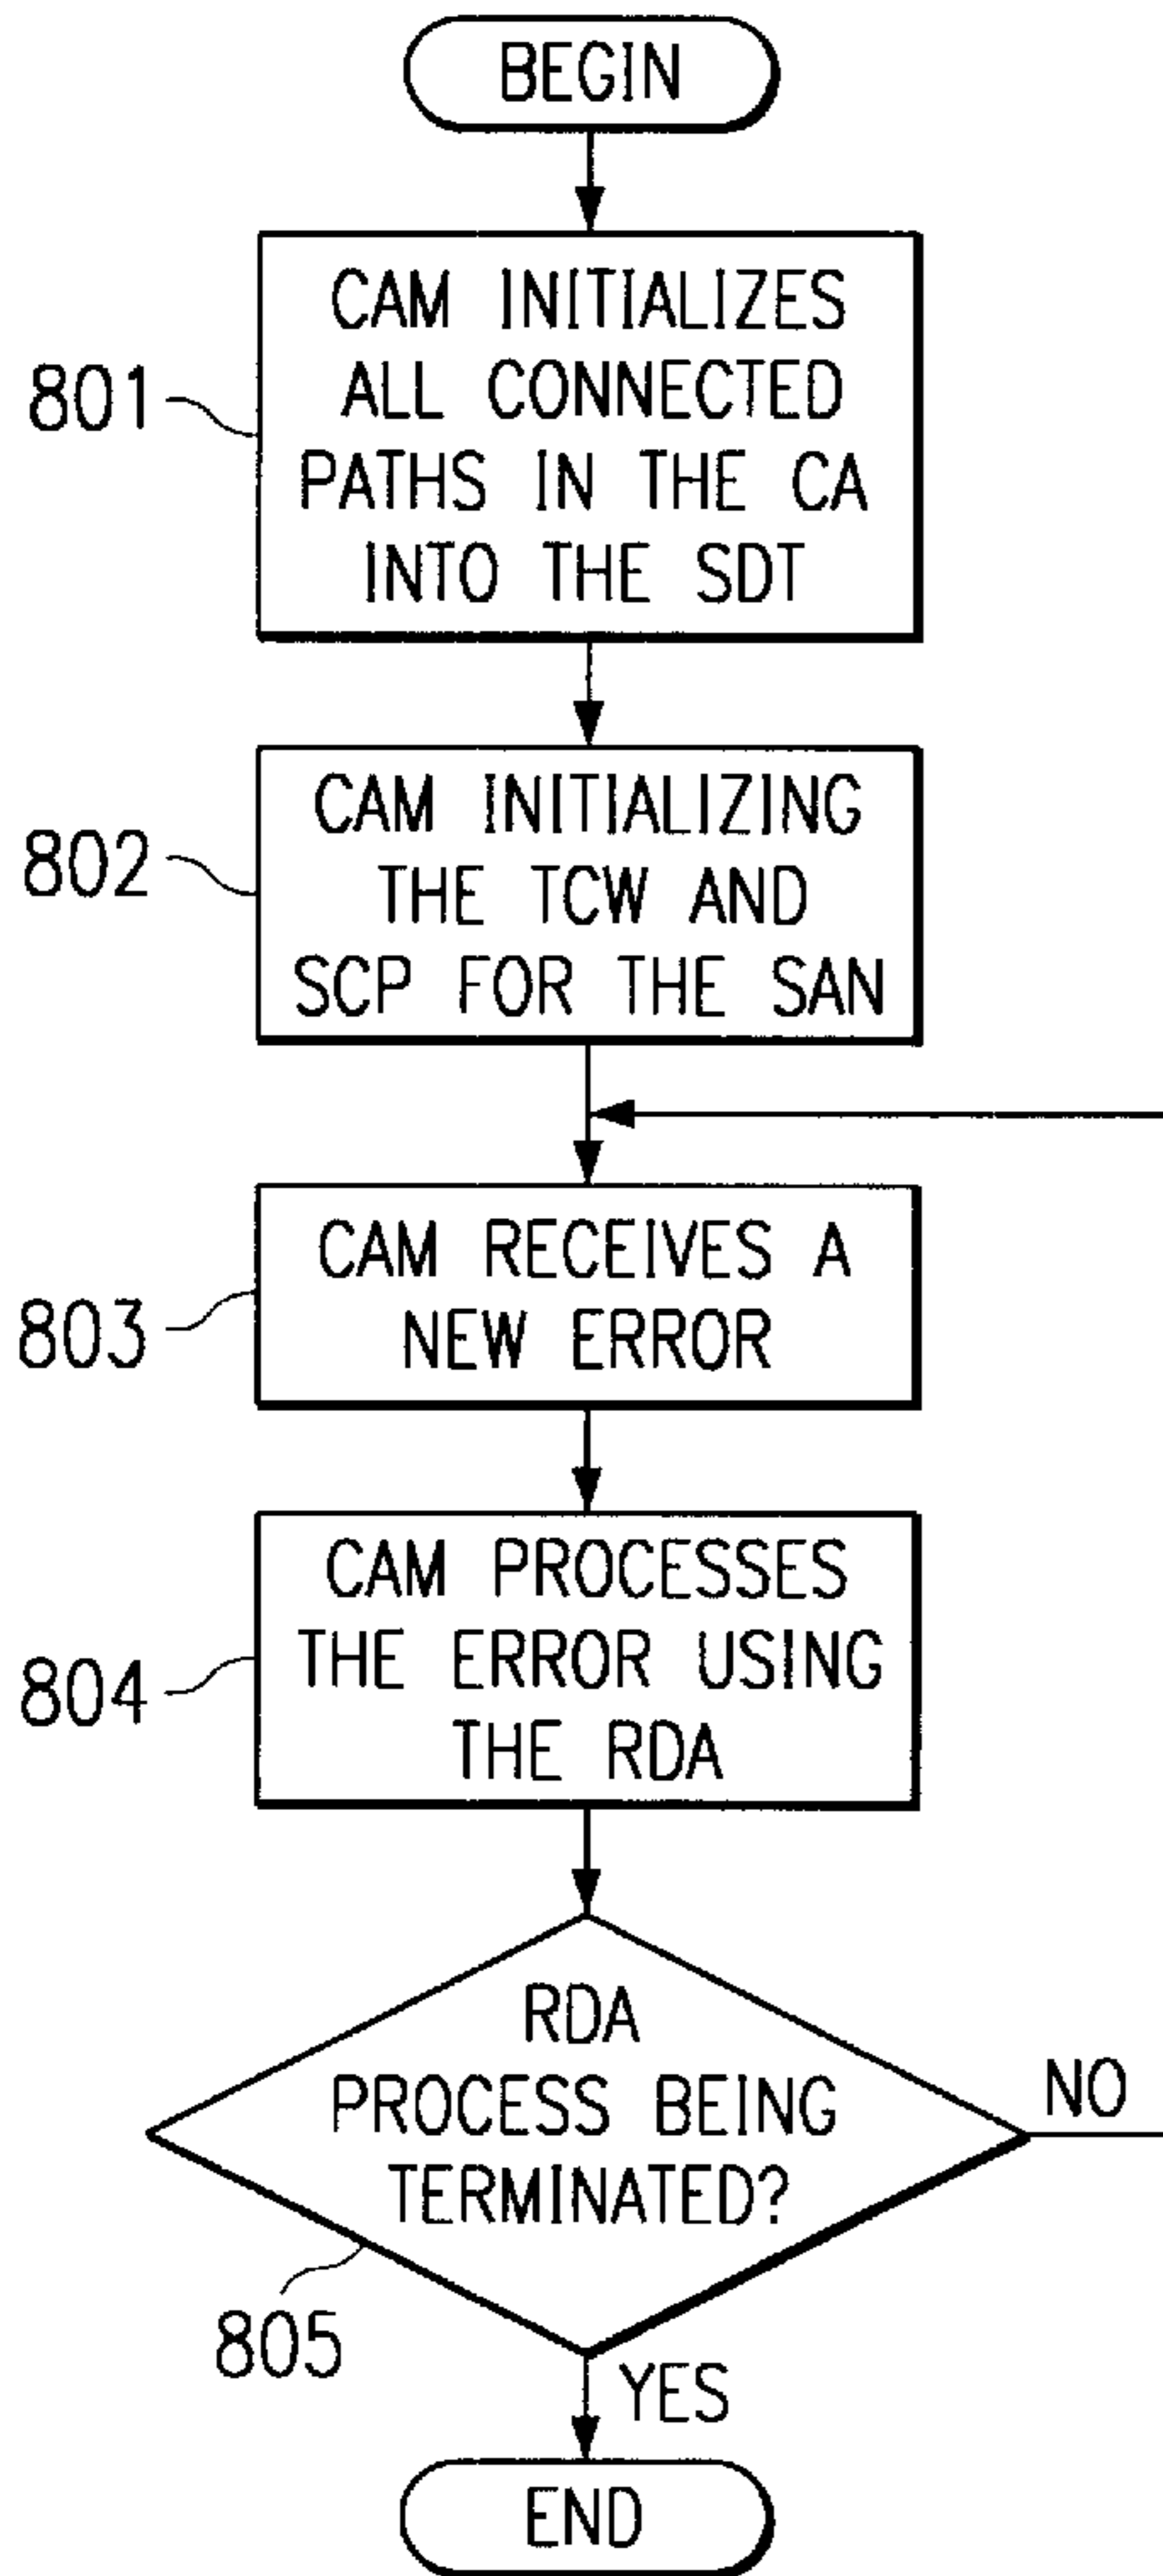 BEGIN
CAM INITIALIZES
ALL CONNECTED
PATHS IN THE CA
INTO THE SDT
801
CAM INITIALIZING
THE TCW AND
SCP FOR THE SAN
802
CAM RECEIVES A
NEW ERROR
803
CAM PROCESSES
THE ERROR USING
THE RDA
804
RDA
PROCESS BEING
TERMINATED?
NO
805
YES
END